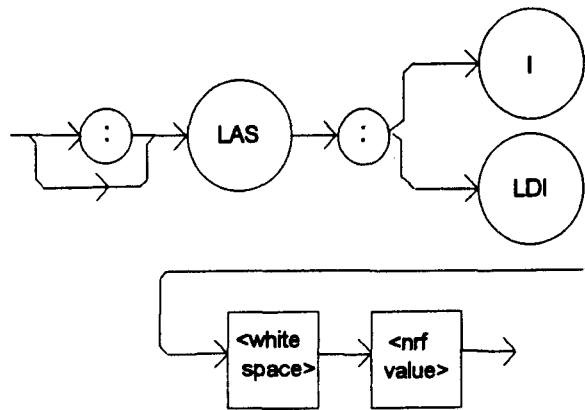 :
LAS
:
I
LDI
<white
space>
<nrf
value>